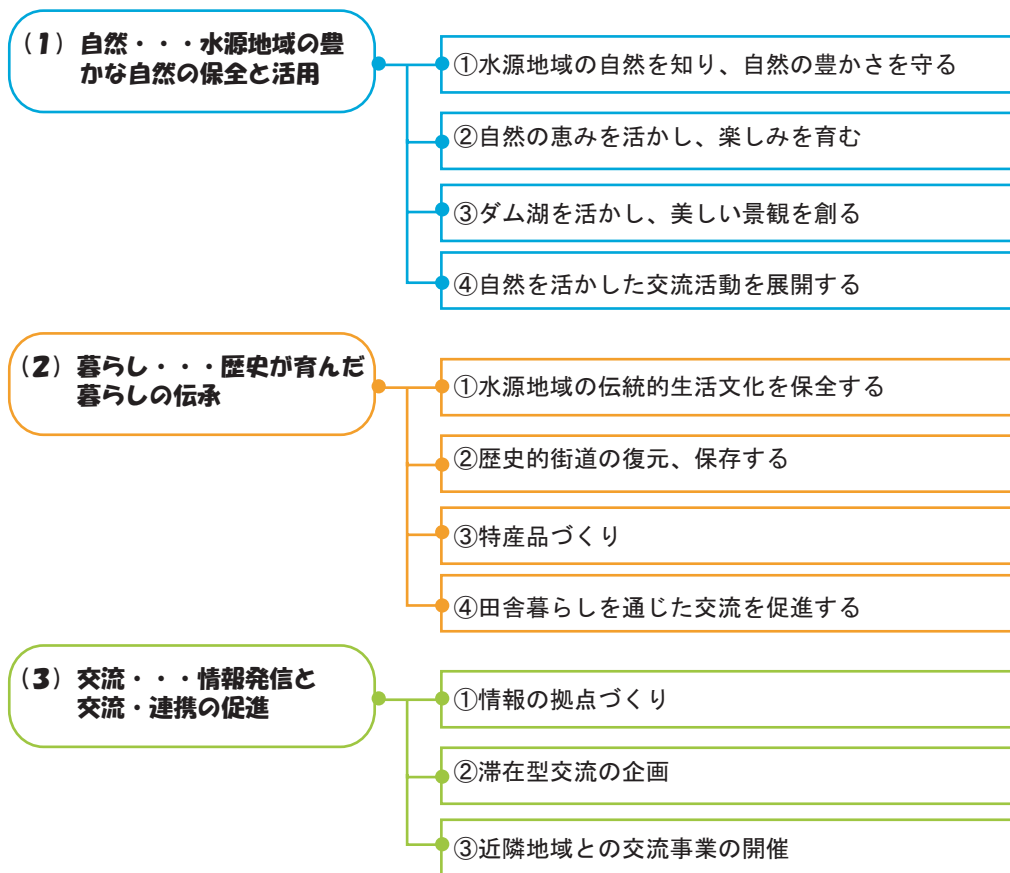 (1) 自然・・・水源地域の豊
かな自然の保全と活用
①水源地域の自然を知り、自然の豊かさを守る
②自然の恵みを活かし、楽しみを育む
③ダム湖を活かし、美しい景観を創る
④自然を活かした交流活動を展開する
(2) 暮らし・・・歴史が育んだ
暮らしの伝承
①水源地域の伝統的生活文化を保全する
②歴史的街道の復元、保存する
③特産品づくり
④田舎暮らしを通じた交流を促進する
(3) 交流・・・情報発信と
交流・連携の促進
①情報の拠点づくり
②滞在型交流の企画
③近隣地域との交流事業の開催